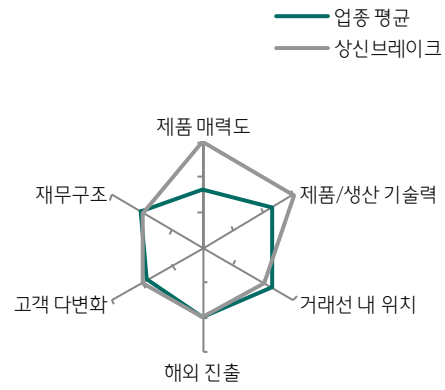 업종 평균
상신브레이크
제품 매력도
재무구조
제품/생산 기술력
고객 다변화
거래선 내 위치
해외 진출